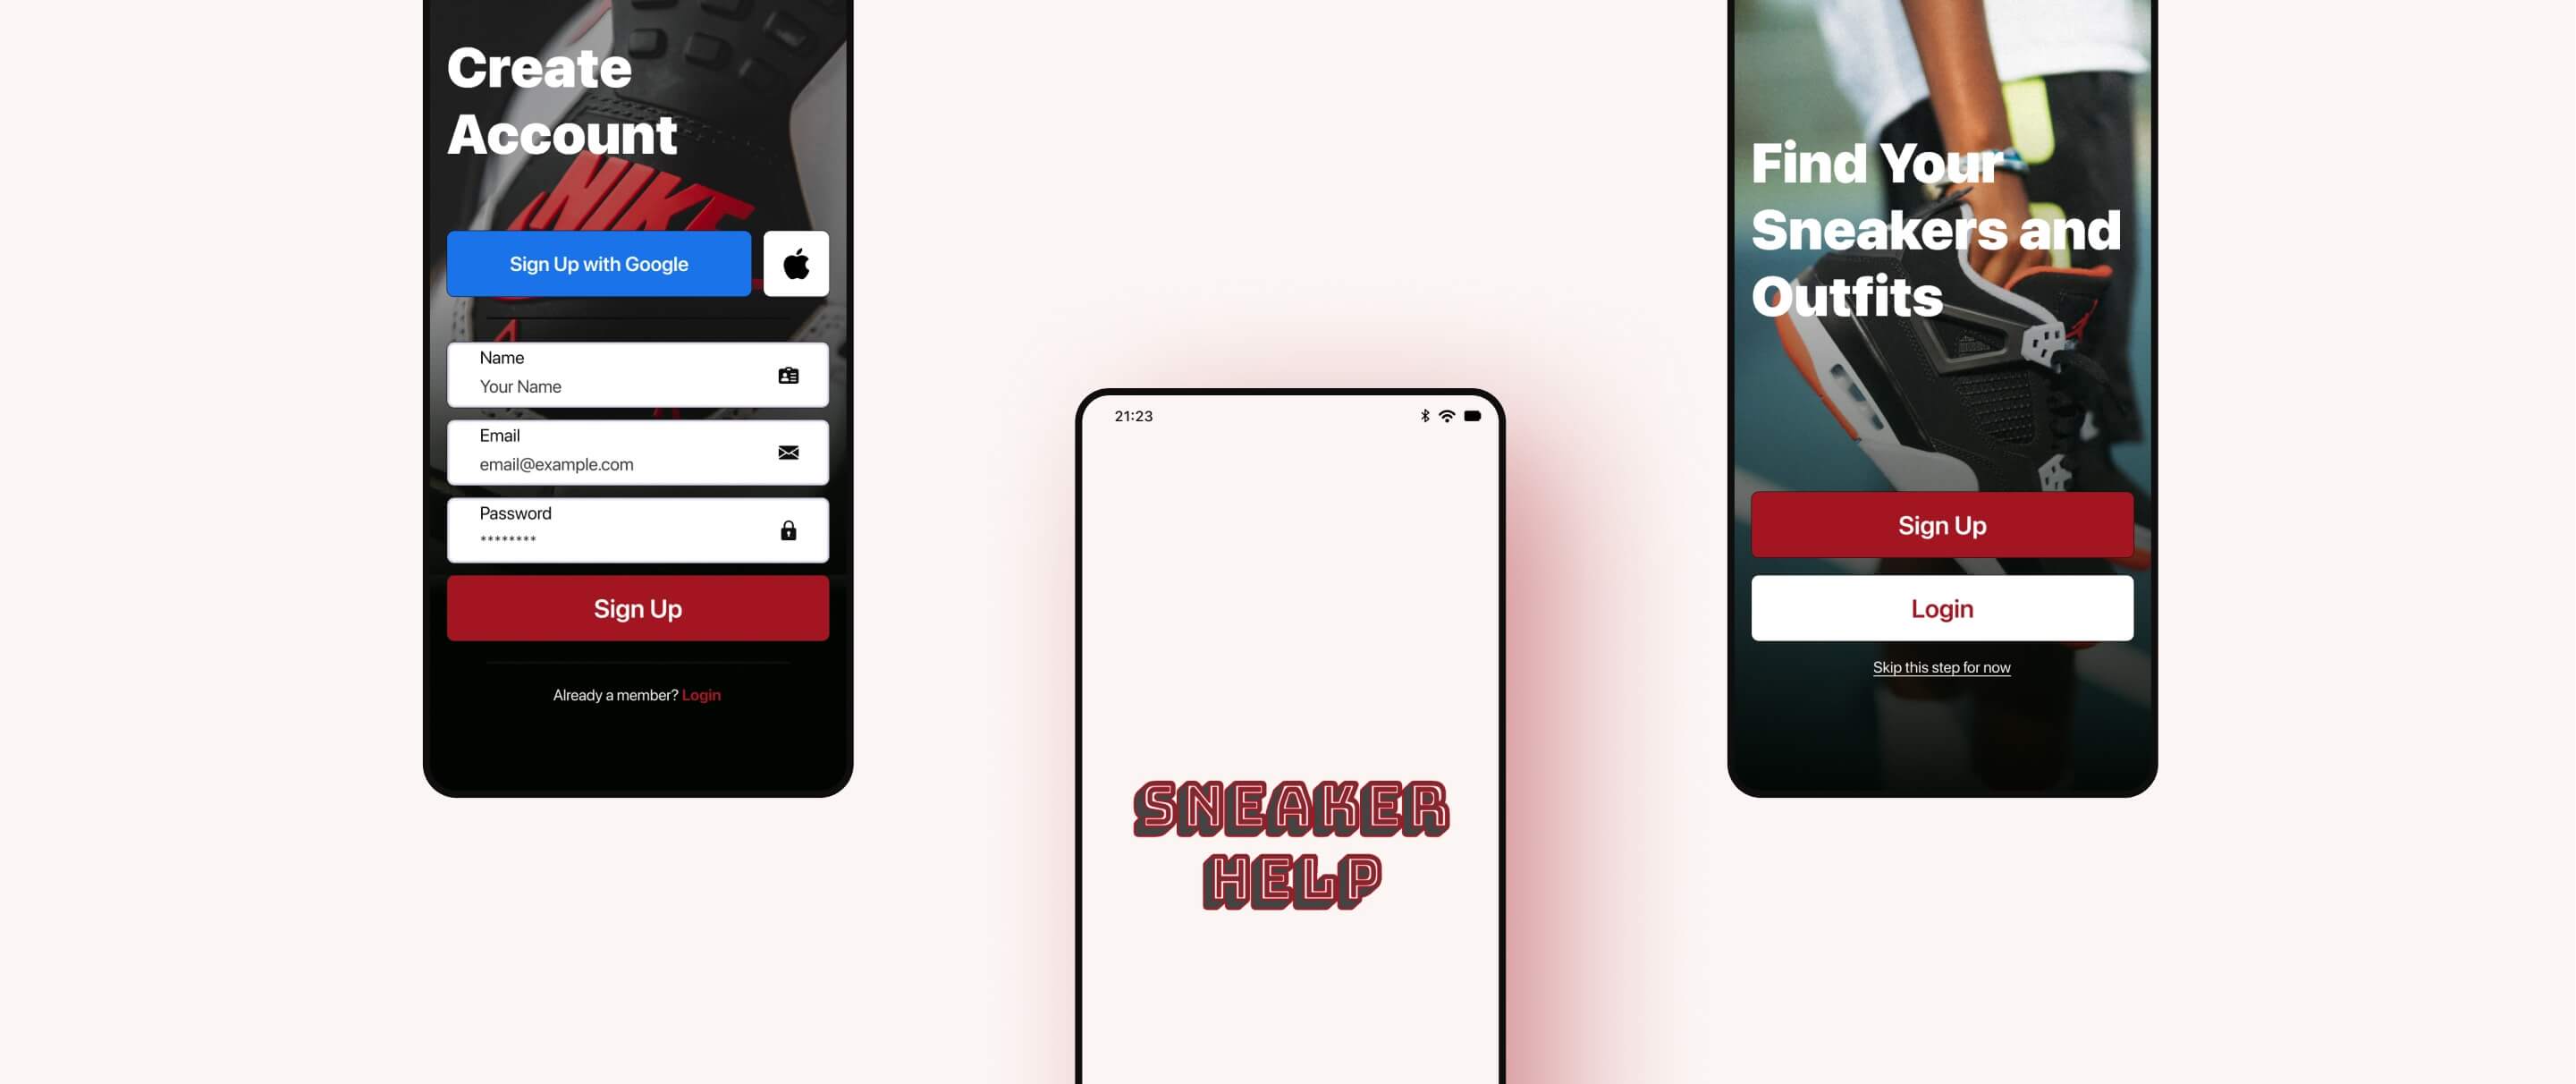 Create
Account
NIKE
Sign Up with Google
Name
Your Name
Email
email@example.com
Password
********
Sign Up
Already a member? Login
21:23
SNEAKER
HELP
Find Your
Sneakers and
Outfits
Sign Up
Login
Skip this step for now